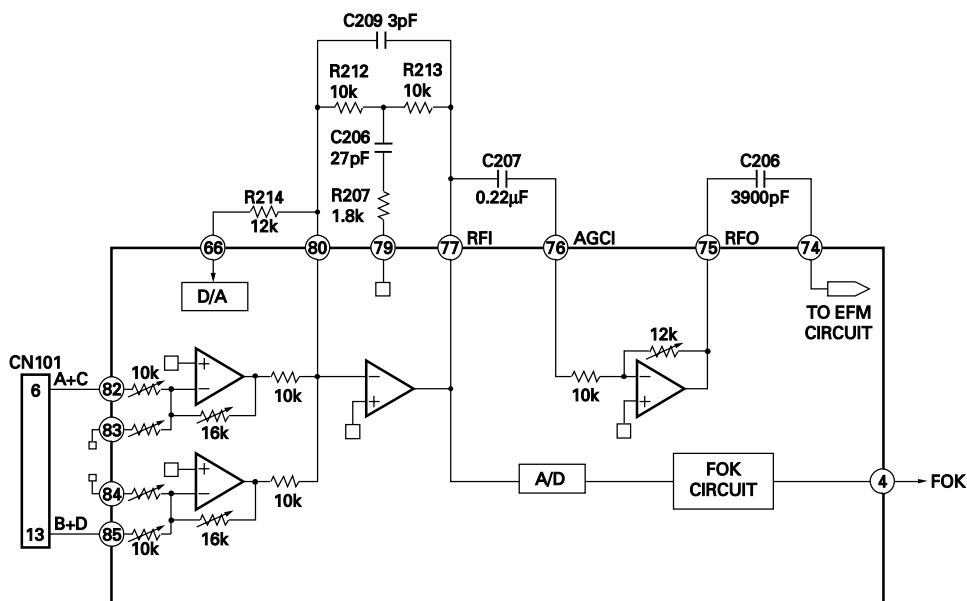 C209 3pF
R212
10k
R213
10k
C206
27pF
R207
1.8k
R214
12k
C207
0.22µF
C206
3900pF
66
80
79
77
RFI
76
AGCI
75
RFO
74
D/A
TO EFM
CIRCUIT
12k
10k
CN101
6
A+C
82
10k
+
−
10k
−
+
−
+
83
16k
84
+
−
10k
A/D
FOK
CIRCUIT
4
FOK
13
B+D
85
10k
16k